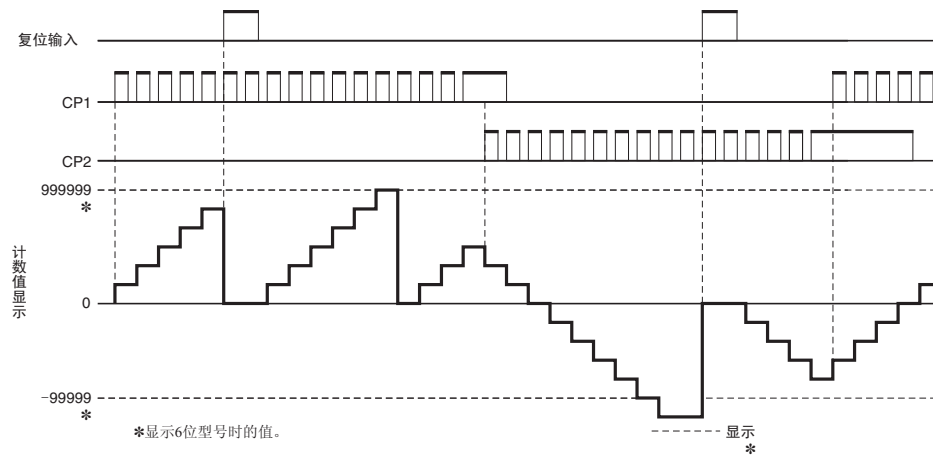 复位输入
CP1
CP2
999999
✻
计数值显示
0
-99999
✻
✻显示6位型号时的值。
------- 显示
✻